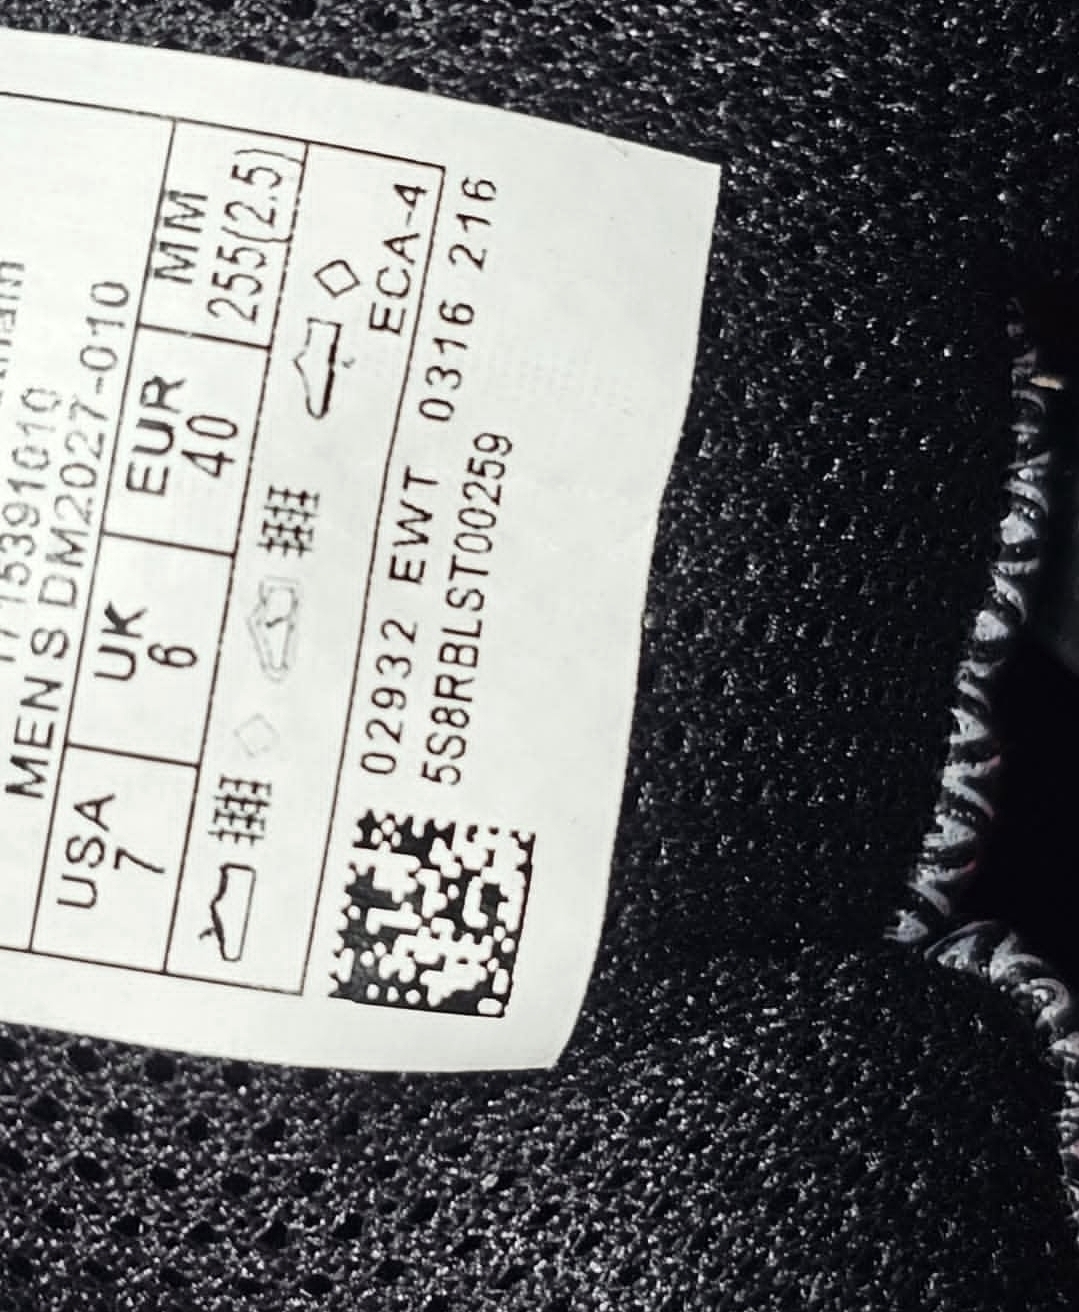 MEN S DM2027-010
USA UK EUR MM
7 6 40 255(2.5)
ECA-4
02932 EWT 0316 216
5S8RBLST00259